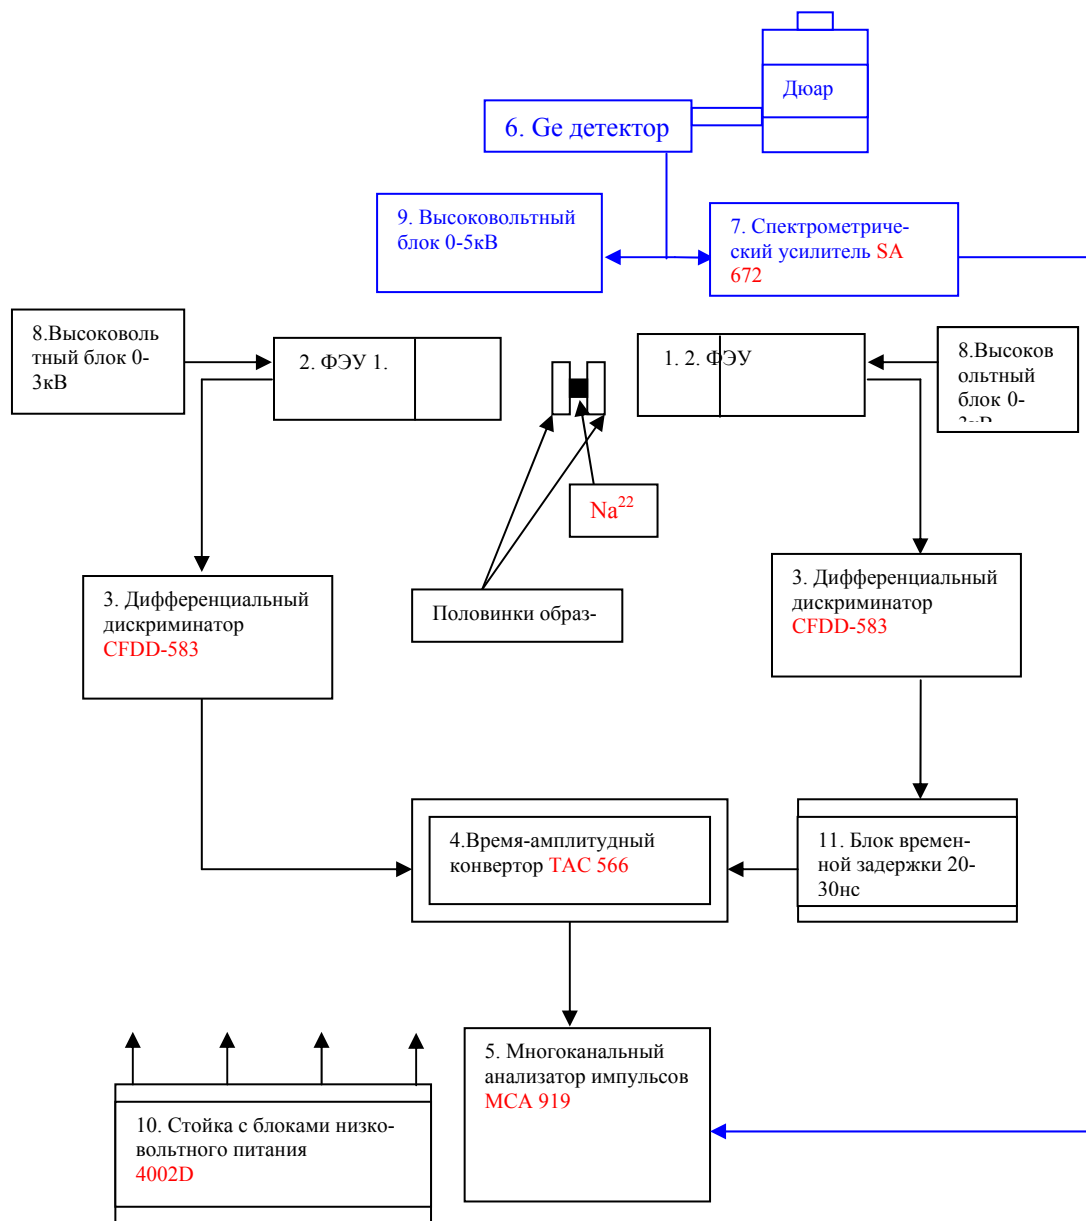 Дюар
6. Ge детектор
9. Высоковольтный
блок 0-5кВ
7. Спектрометриче-
ский усилитель SA
672
8.Высоковоль
тный блок 0-
3кВ
2. ФЭУ 1.
1. 2. ФЭУ
8.Высоков
ольтный
блок 0-
Na22
3. Дифференциальный
дискриминатор
CFDD-583
Половинки образ-
3. Дифференциальный
дискриминатор
CFDD-583
4.Время-амплитудный
конвертор TAC 566
11. Блок времен-
ной задержки 20-
30нс
5. Многоканальный
анализатор импульсов
MCA 919
10. Стойка с блоками низко-
вольтного питания
4002D